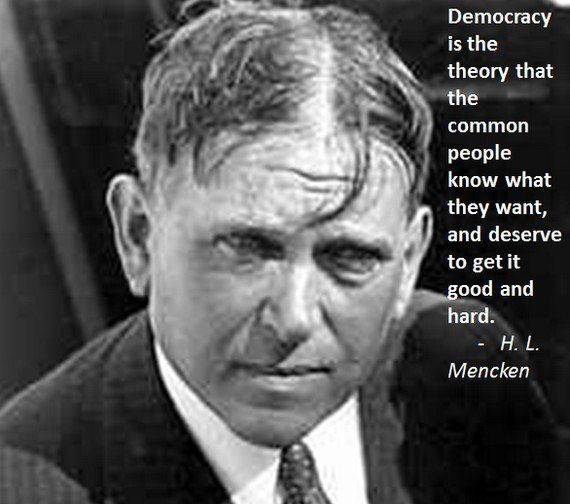 Democracy
is the
theory that
the
common
people
know what
they want,
and deserve
to get it
good and
hard.
- H. L.
Mencken